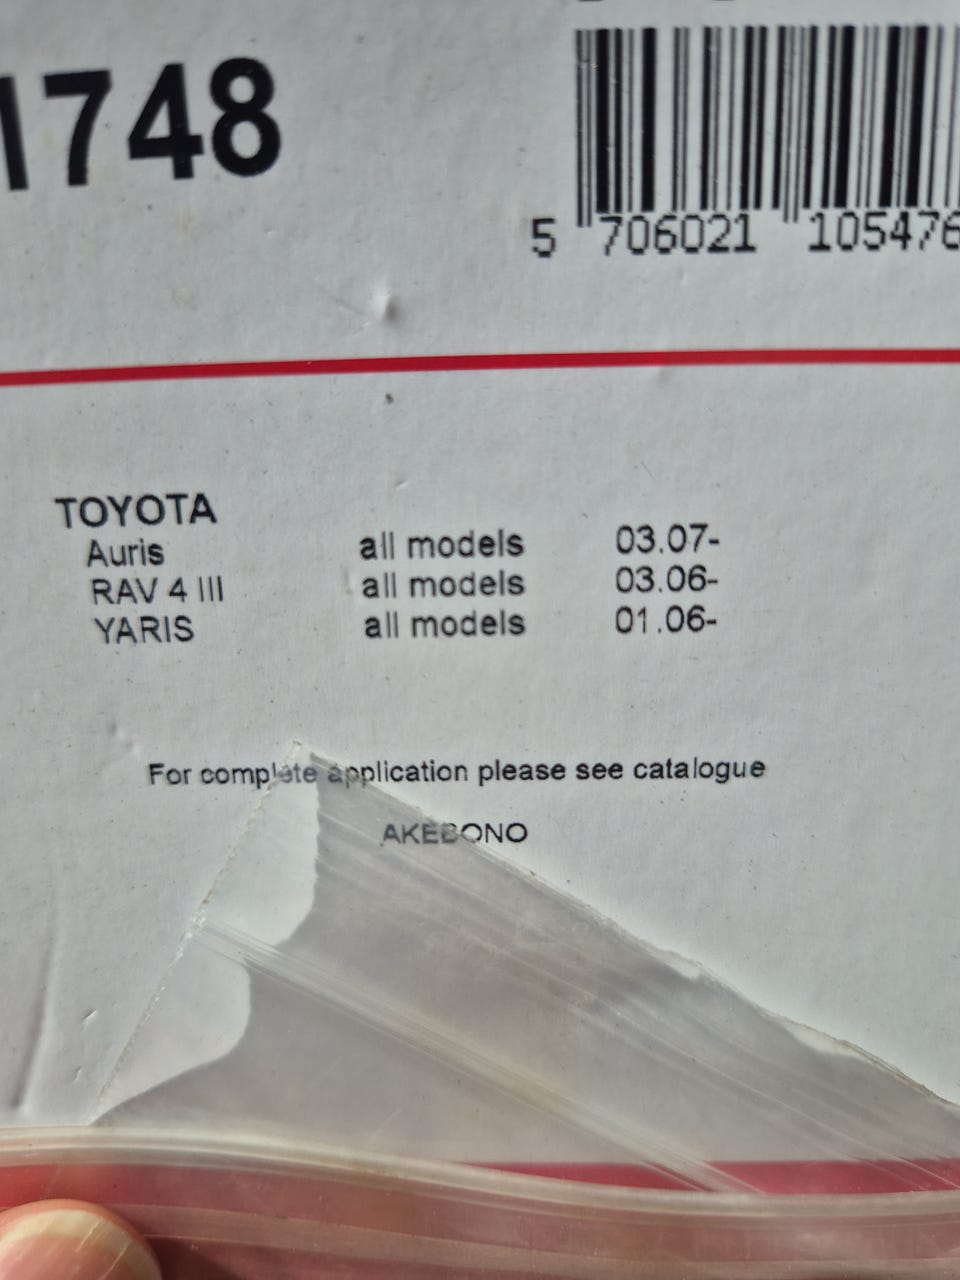 1748
5 706021 105476
TOYOTA
Auris all models 03.07-
RAV 4 III all models 03.06-
YARIS all models 01.06-
For complete application please see catalogue
AKEBONO